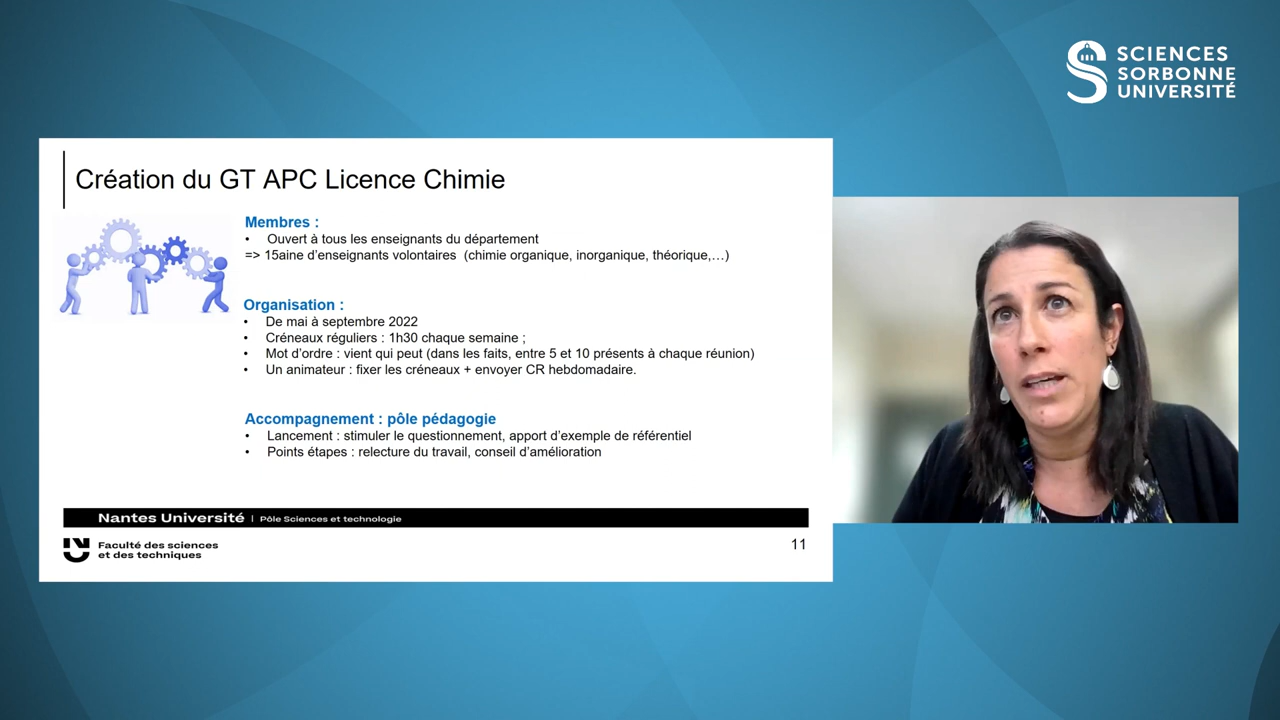 SCIENCES
SORBONNE
UNIVERSITÉ
Création du GT APC Licence Chimie
Membres :
• Ouvert à tous les enseignants du département
=> 15aine d'enseignants volontaires (chimie organique, inorganique, théorique,…)
Organisation :
• De mai à septembre 2022
• Créneaux réguliers : 1h30 chaque semaine ;
• Mot d'ordre : vient qui peut (dans les faits, entre 5 et 10 présents à chaque réunion)
• Un animateur : fixer les créneaux + envoyer CR hebdomadaire.
Accompagnement : pôle pédagogie
• Lancement : stimuler le questionnement, apport d'exemple de référentiel
• Points étapes : relecture du travail, conseil d'amélioration
Nantes Université | Pôle Sciences et technologie
Faculté des sciences
et des techniques
11